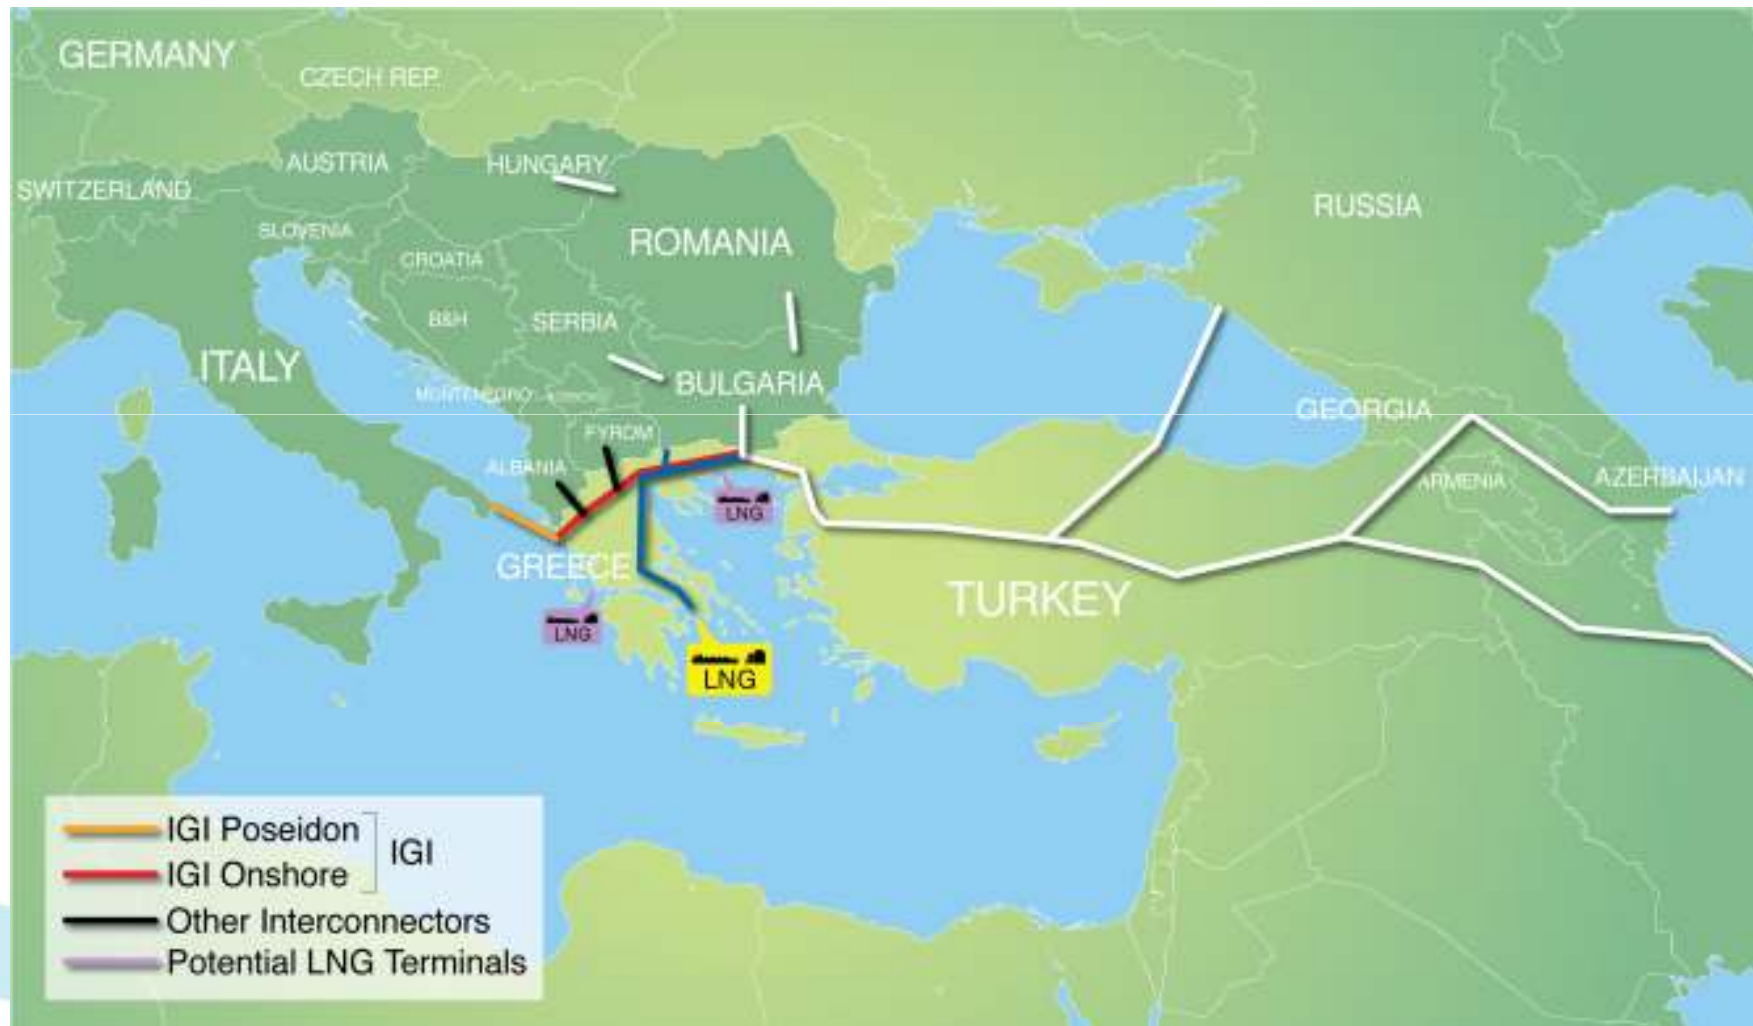 GERMANY
CZECH REP.
AUSTRIA
HUNGARY
SWITZERLAND
RUSSIA
SLOVENIA
ROMANIA
CROATIA
B&H
SERBIA
ITALY
BULGARIA
MONTENEGRO
GEORGIA
FYROM
ALBANIA
ARMENIA
AZERBAIJAN
LNG
GREECE
TURKEY
LNG
LNG
IGI Poseidon
IGI
IGI Onshore
Other Interconnectors
Potential LNG Terminals